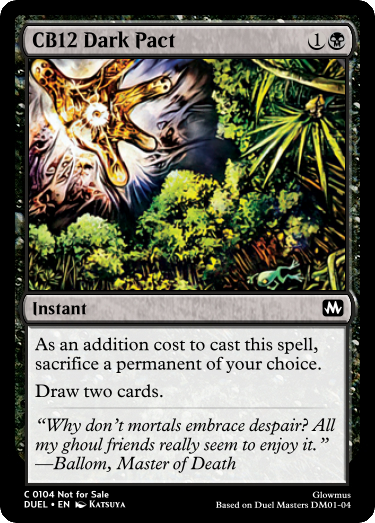 CB12 Dark Pact 1
Instant
As an addition cost to cast this spell,
sacrifice a permanent of your choice.
Draw two cards.
“Why don’t mortals embrace despair? All
my ghoul friends really seem to enjoy it.”
—Ballom, Master of Death
C 0104 Not for Sale
Glowmus
DUEL • EN Katsuya
Based on Duel Masters DM01-04